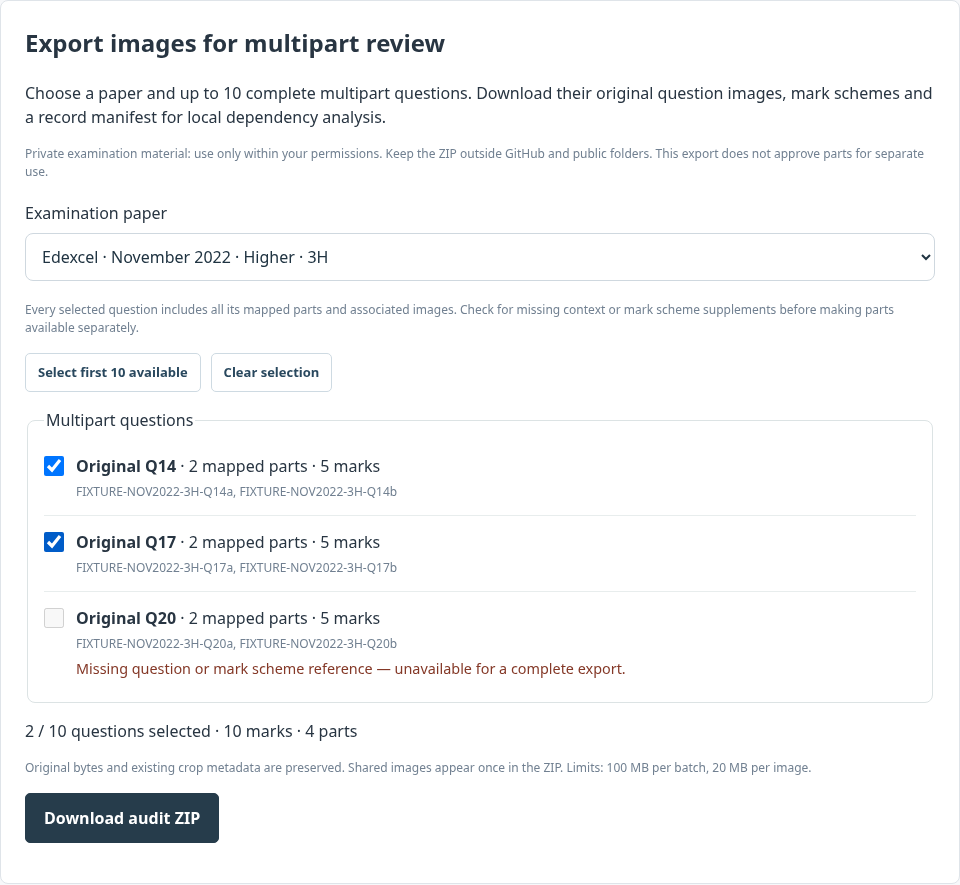 Export images for multipart review
Choose a paper and up to 10 complete multipart questions. Download their original question images, mark schemes and
a record manifest for local dependency analysis.
Private examination material: use only within your permissions. Keep the ZIP outside GitHub and public folders. This export does not approve parts for separate
use.
Examination paper
Edexcel · November 2022 · Higher · 3H
Every selected question includes all its mapped parts and associated images. Check for missing context or mark scheme supplements before making parts
available separately.
Select first 10 available Clear selection
Multipart questions
Original Q14 · 2 mapped parts · 5 marks
FIXTURE-NOV2022-3H-Q14a, FIXTURE-NOV2022-3H-Q14b
Original Q17 · 2 mapped parts · 5 marks
FIXTURE-NOV2022-3H-Q17a, FIXTURE-NOV2022-3H-Q17b
Original Q20 · 2 mapped parts · 5 marks
FIXTURE-NOV2022-3H-Q20a, FIXTURE-NOV2022-3H-Q20b
Missing question or mark scheme reference — unavailable for a complete export.
2 / 10 questions selected · 10 marks · 4 parts
Original bytes and existing crop metadata are preserved. Shared images appear once in the ZIP. Limits: 100 MB per batch, 20 MB per image.
Download audit ZIP